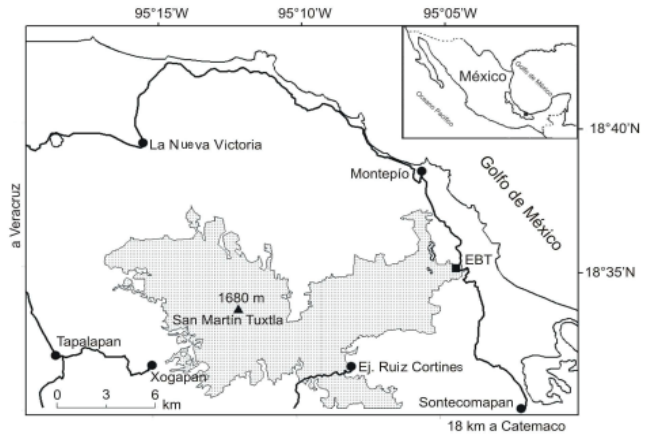 95°15'W 95°10'W 95°05'W
México
Golfo de México
Océano Pacífico
18°40'N
La Nueva Victoria
Montepío
Golfo de México
a Veracruz
EBT
18°35'N
1680 m
San Martín Tuxtla
Tapalapan
Xogapan
Ej. Ruiz Cortines
0 3 6
km
Sontecomapan
18 km a Catemaco